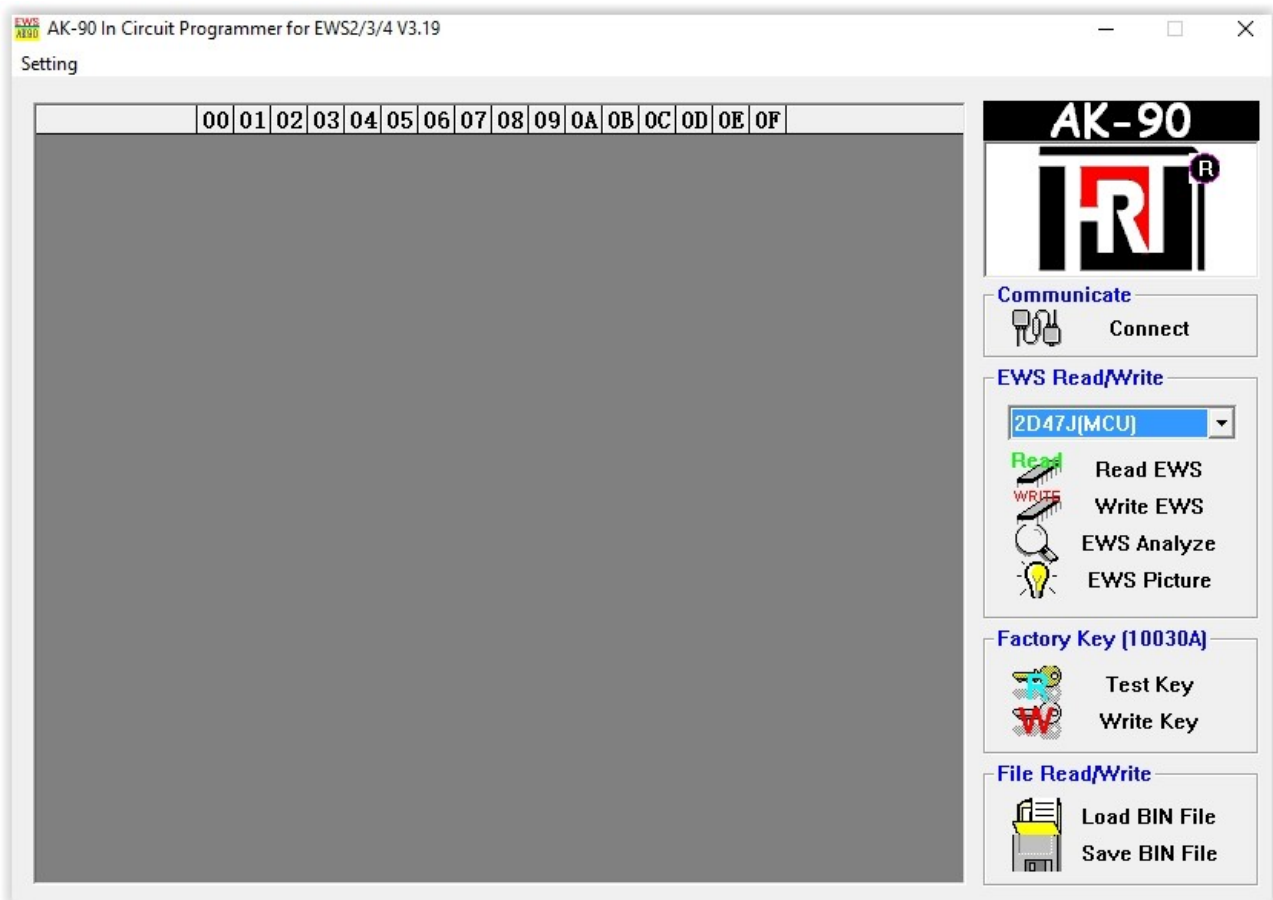 EWS
AK90
AK-90 In Circuit Programmer for EWS2/3/4 V3.19
Setting
00 01 02 03 04 05 06 07 08 09 0A 0B 0C 0D 0E 0F
AK-90
HRT
R
Communicate
Connect
EWS Read/Write
2D47J(MCU)
Read
Read EWS
WRITE
Write EWS
EWS Analyze
EWS Picture
Factory Key (10030A)
R
Test Key
W
Write Key
File Read/Write
Load BIN File
Save BIN File